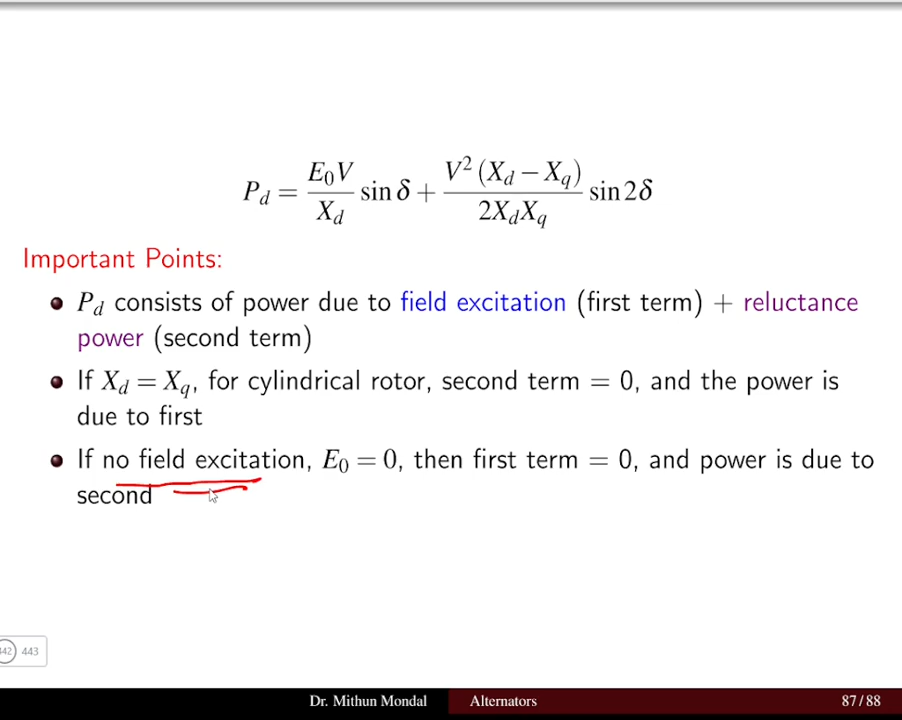 P_d = \frac{E_0 V}{X_d} \sin δ + \frac{V^2 (X_d − X_q)}{2X_d X_q} \sin 2δ
Important Points:
P_d consists of power due to field excitation (first term) + reluctance
power (second term)
If X_d = X_q, for cylindrical rotor, second term = 0, and the power is
due to first
If no field excitation, E_0 = 0, then first term = 0, and power is due to
second
442 443
Dr. Mithun Mondal Alternators 87/88